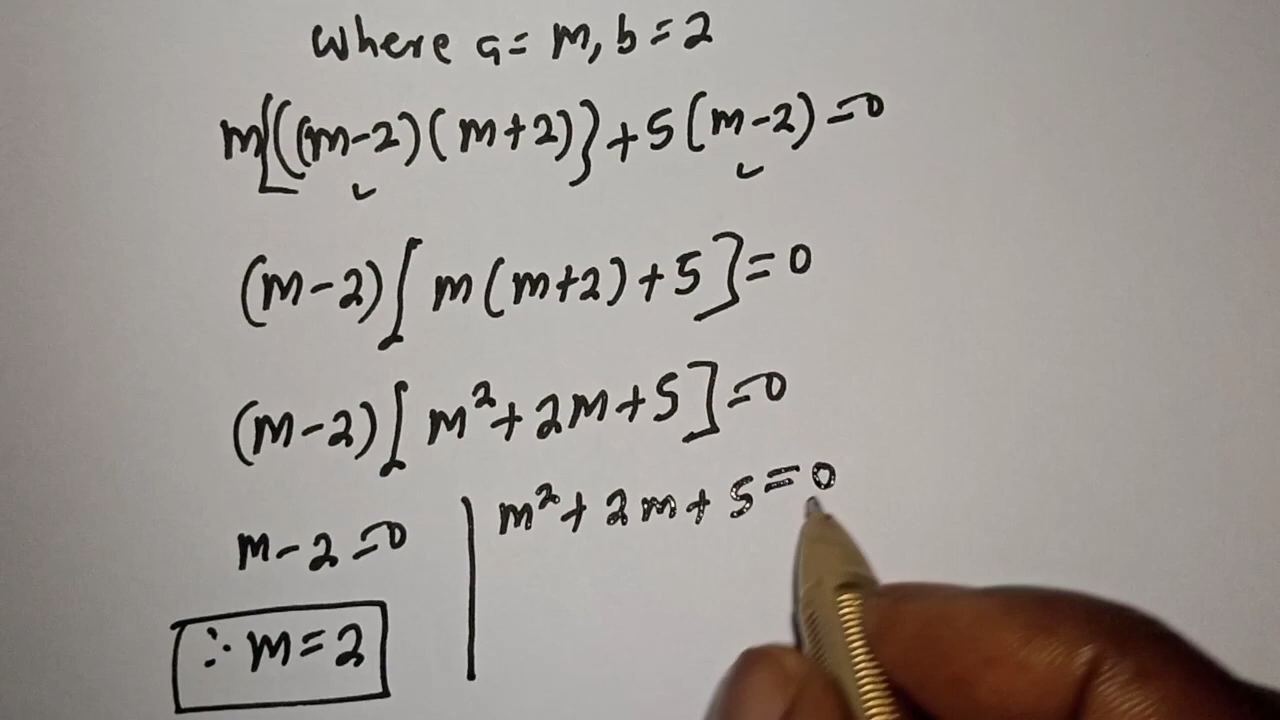 where a = m, b = 2
m[((m-2)(m+2)}+5(m-2)=0
(m-2)[m(m+2)+5]=0
(m-2)[m²+2m+5]=0
m-2=0 | m²+2m+5=0
∴ m=2